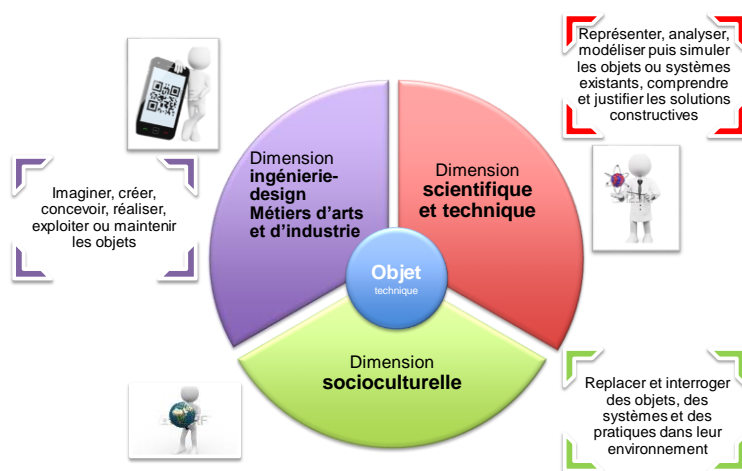 Représenter, analyser,
modéliser puis simuler
les objets ou systèmes
existants, comprendre
et justifier les solutions
constructives
Dimension
ingénierie-
design
Métiers d'arts
et d'industrie
Dimension
scientifique
et technique
Imaginer, créer,
concevoir, réaliser,
exploiter ou maintenir
les objets
Objet
technique
Dimension
socioculturelle
Replacer et interroger
des objets, des
systèmes et des
pratiques dans leur
environnement